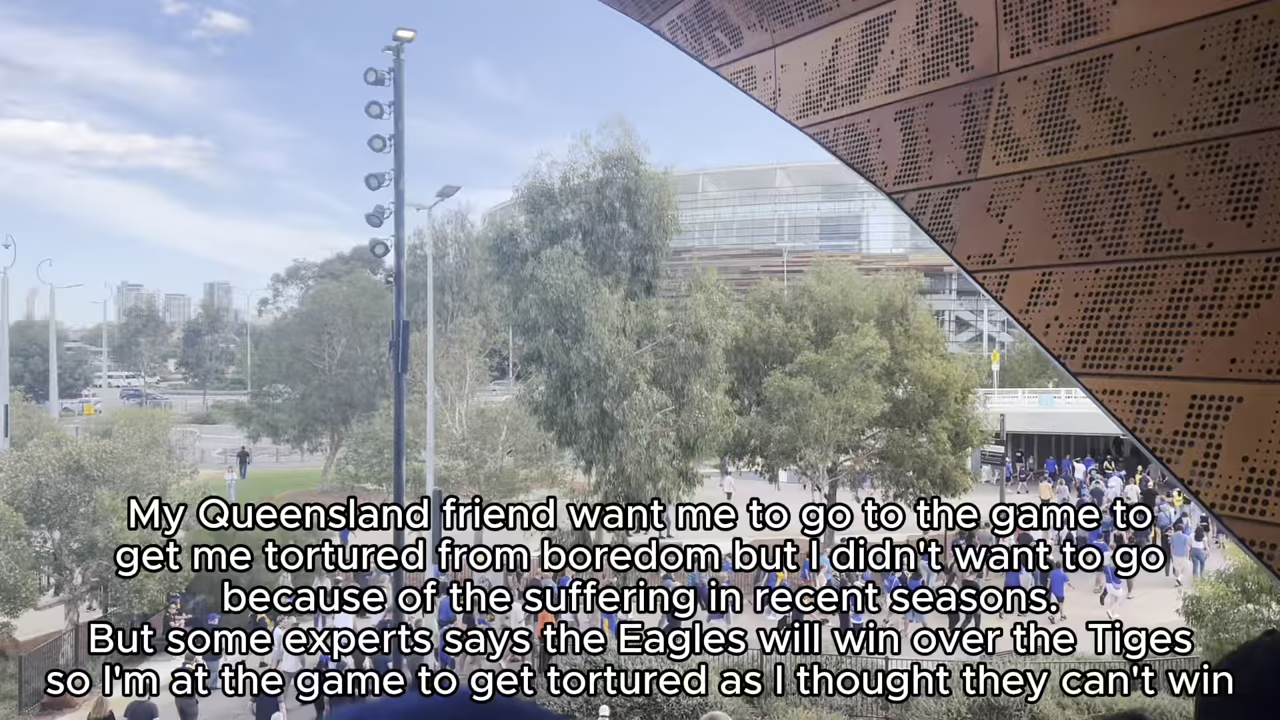 My Queensland friend want me to go to the game to
get me tortured from boredom but I didn't want to go
because of the suffering in recent seasons.
But some experts says the Eagles will win over the Tiges
so I'm at the game to get tortured as I thought they can't win